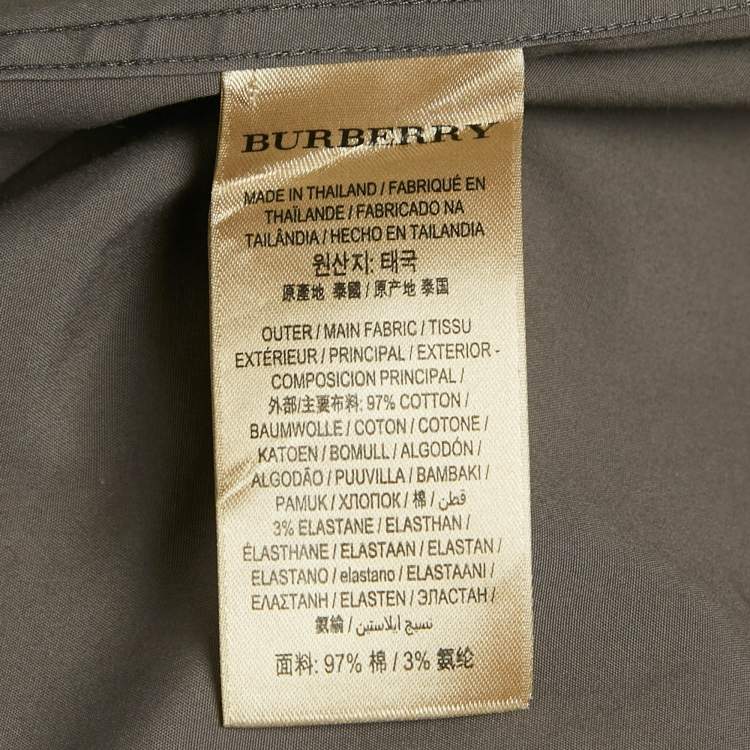 BURBERRY
MADE IN THAILAND / FABRIQUÉ EN
THAÏLANDE / FABRICADO NA
TAILÂNDIA / HECHO EN TAILANDIA
원산지: 태국
原產地 泰國 / 原产地 泰国
OUTER / MAIN FABRIC / TISSU
EXTÉRIEUR / PRINCIPAL / EXTERIOR -
COMPOSICION PRINCIPAL /
外部/主要布料: 97% COTTON /
BAUMWOLLE / COTON / COTONE /
KATOEN / BOMULL / ALGODÓN /
ALGODÃO / PUUVILLA / BAMBAKI /
PAMUK / ХЛОПОК / 棉 / قطن /
3% ELASTANE / ELASTHAN /
ÉLASTHANE / ELASTAAN / ELASTAN /
ELASTANO / elastano / ELASTAANI /
ΕΛΑΣΤΑΝΗ / ELASTEN / ЭЛАСТАН /
氨綸 / نسيج ايلاستين /
面料: 97% 棉 / 3% 氨纶